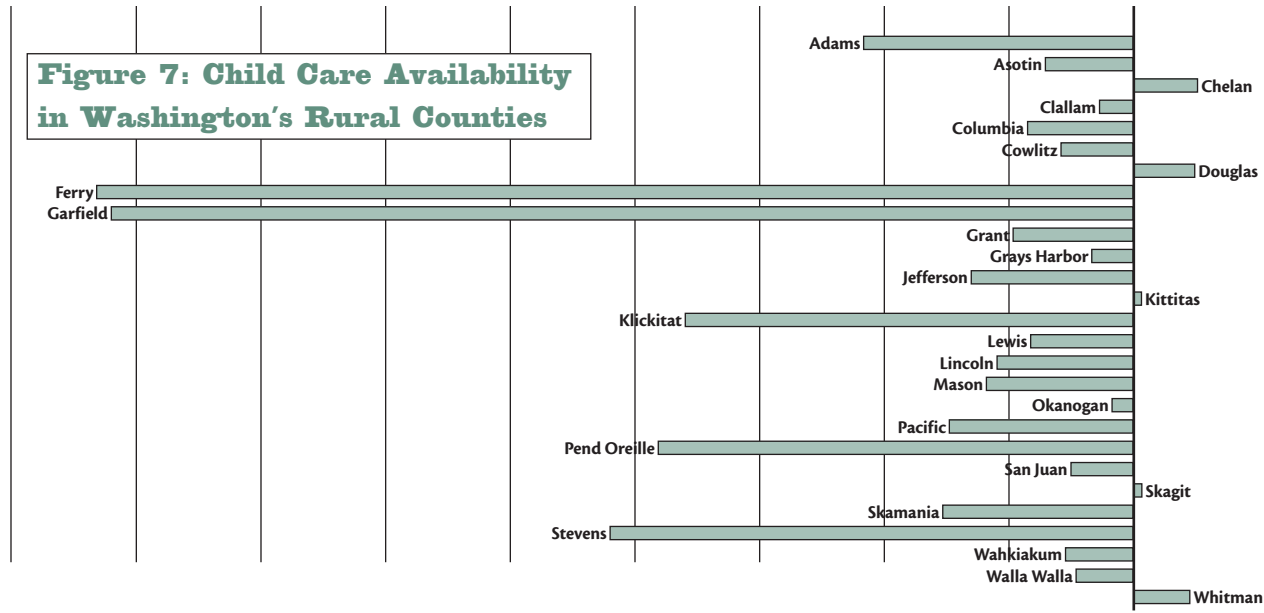 Figure 7: Child Care Availability
in Washington's Rural Counties
Adams
Asotin
Chelan
Clallam
Columbia
Cowlitz
Douglas
Ferry
Garfield
Grant
Grays Harbor
Jefferson
Kittitas
Klickitat
Lewis
Lincoln
Mason
Okanogan
Pacific
Pend Oreille
San Juan
Skagit
Skamania
Stevens
Wahkiakum
Walla Walla
Whitman